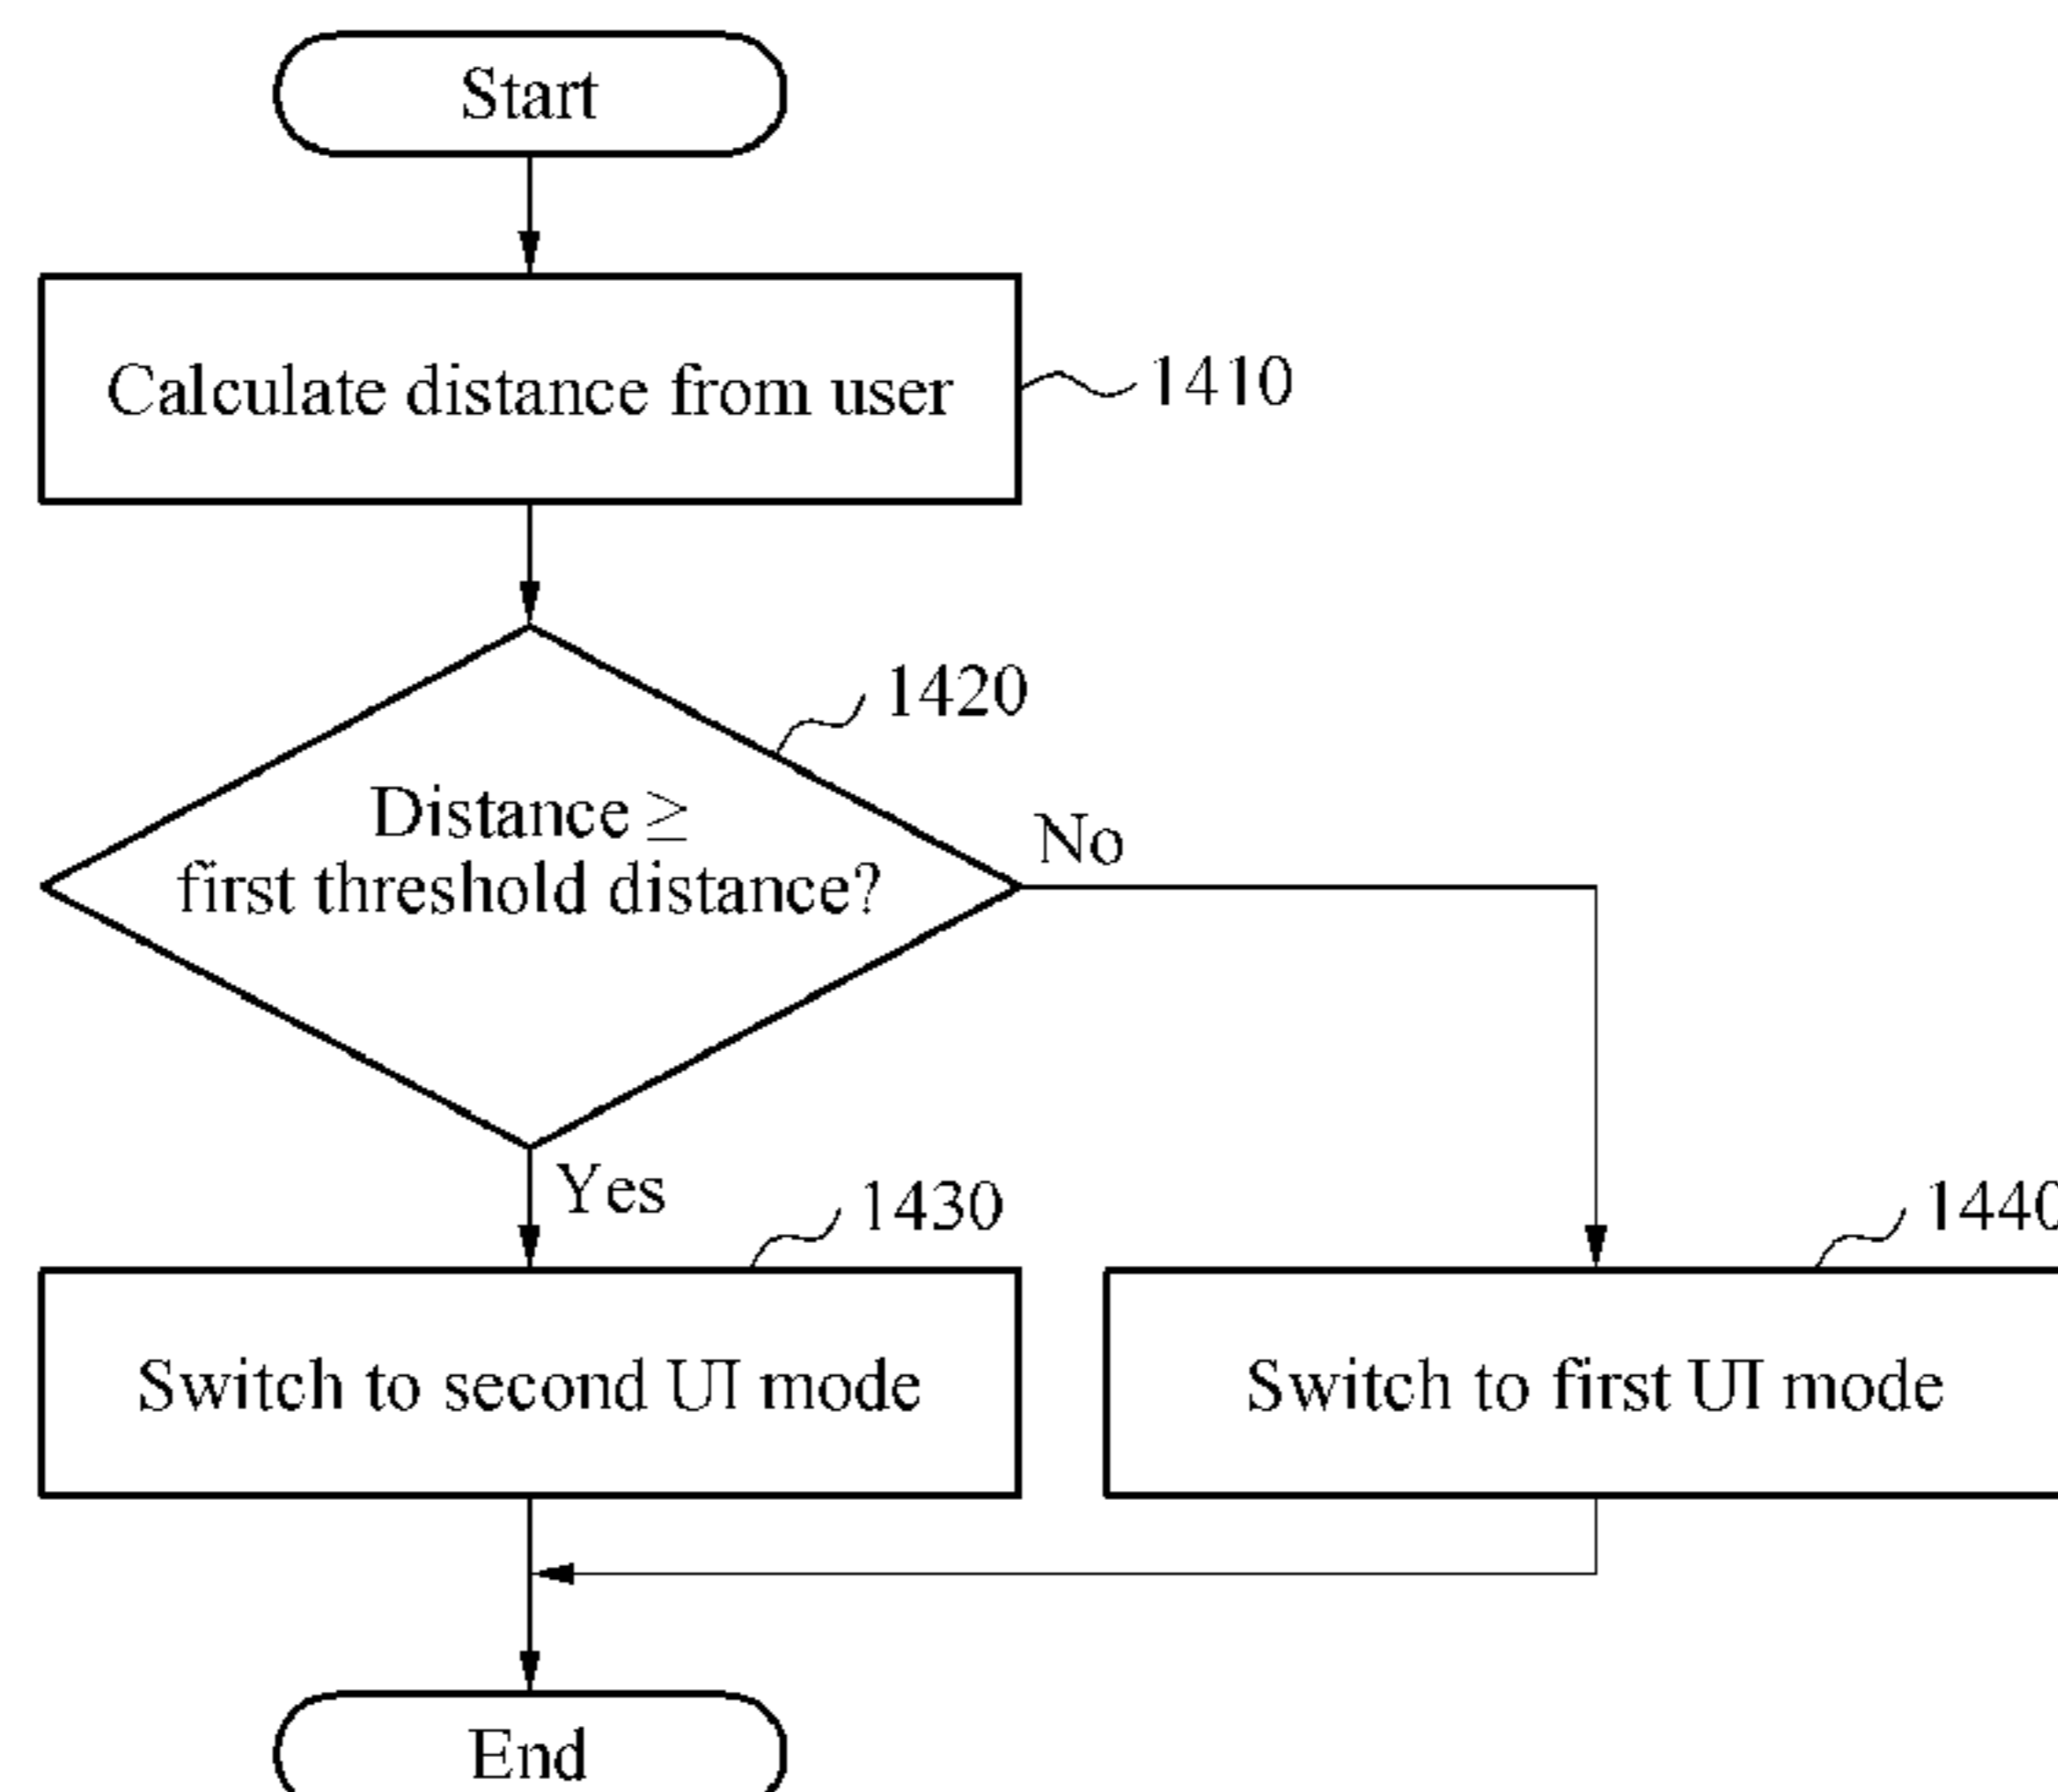 Start
Calculate distance from user
1410
1420
Distance ≥
first threshold distance?
No
Yes
1430
1440
Switch to second UI mode
Switch to first UI mode
End